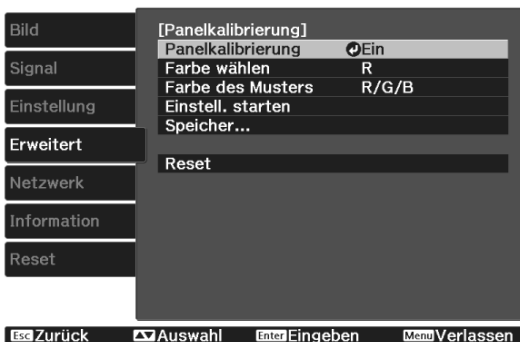 Bild
Signal
Einstellung
Erweitert
Netzwerk
Information
Reset
[Panelkalibrierung]
Panelkalibrierung Ein
Farbe wählen R
Farbe des Musters R/G/B
Einstell. starten
Speicher...
Reset
Esc Zurück Auswahl Enter Eingeben Menu Verlassen